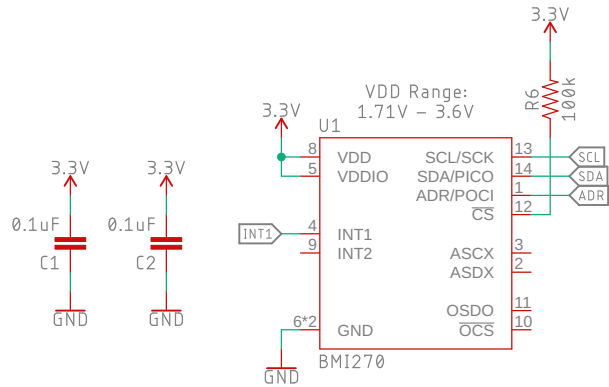 3.3V
VDD Range:
1.71V – 3.6V
R6
100k
3.3V
U1
8 VDD SCL/SCK 13 SCL
5 VDDIO SDA/PICO 14 SDA
ADR/POCI 1 ADR
CS 12
3.3V 3.3V
0.1uF 0.1uF
INT1 4 INT1
9 INT2
ASCX 3
ASDX 2
C1 C2
OSDO 11
6*2 GND OCS 10
GND GND
BMI270
GND